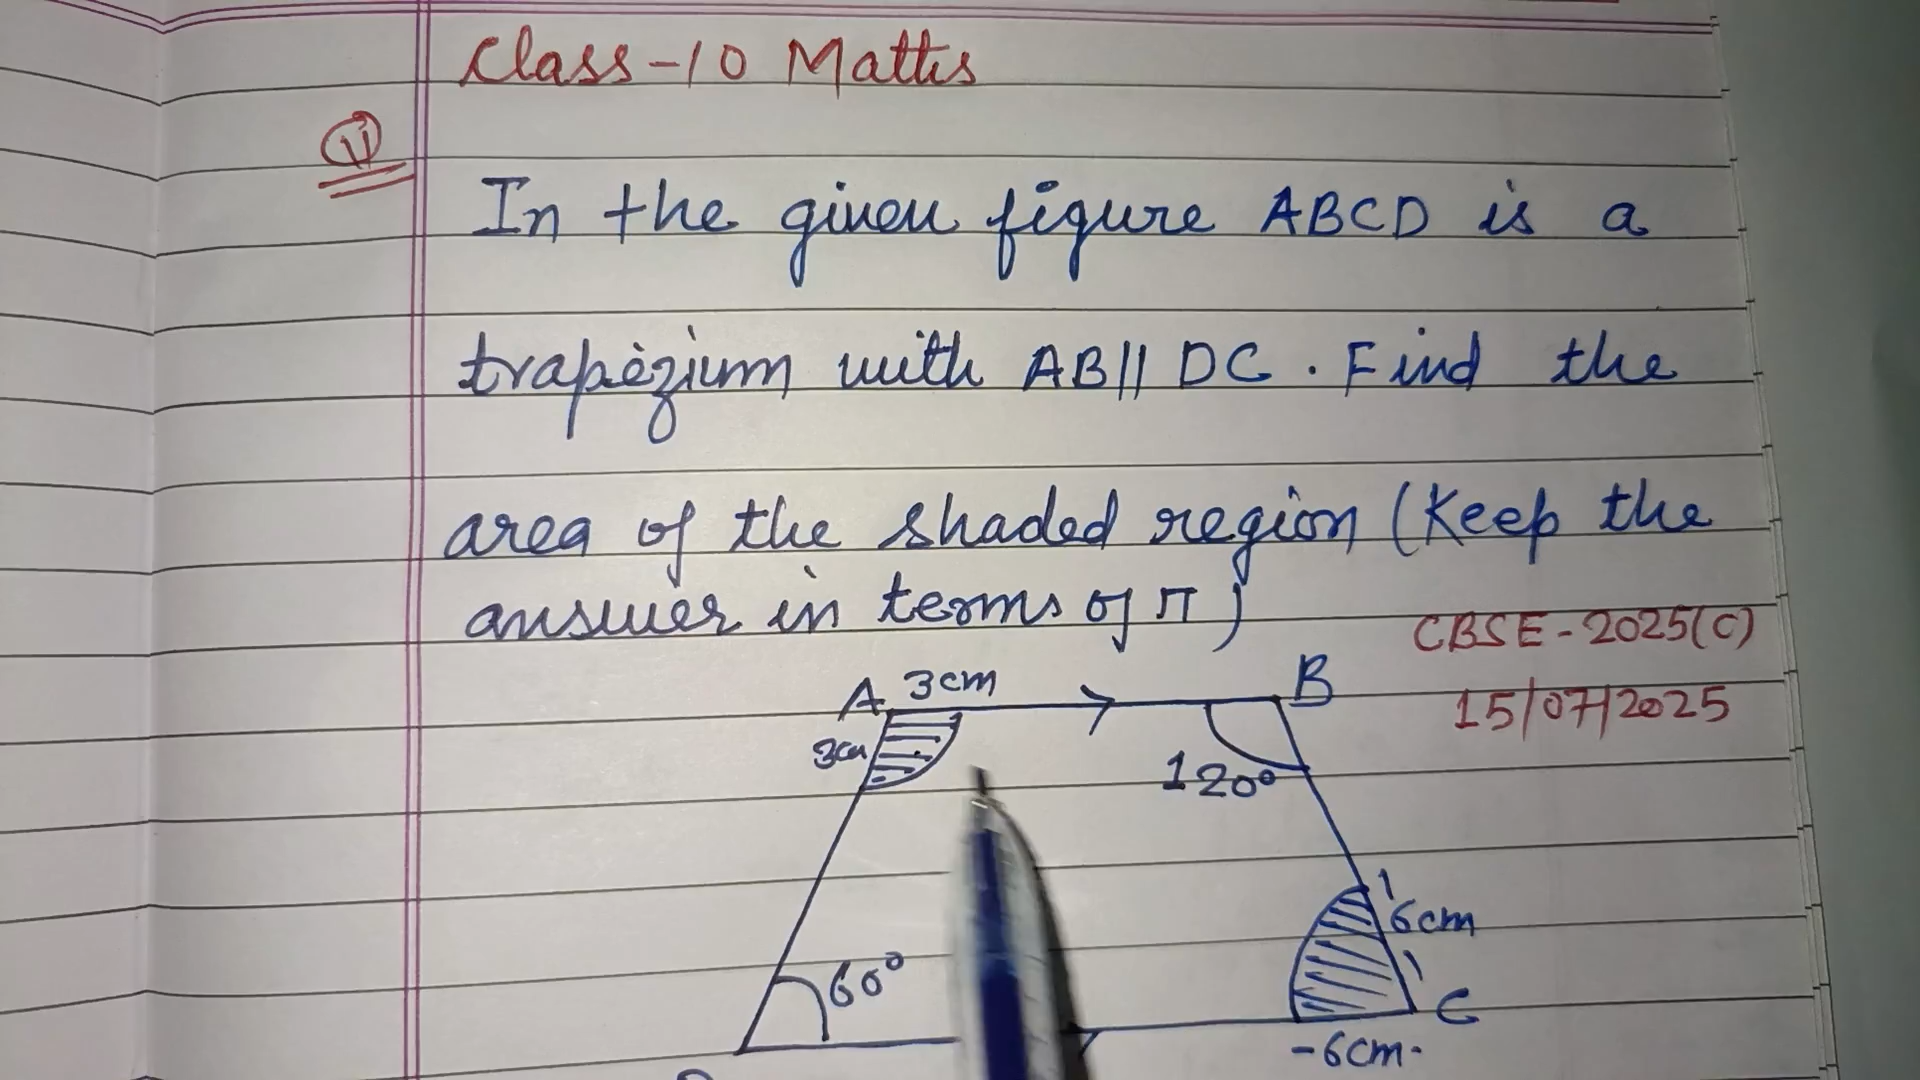 Class-10 Maths
11
In the given figure ABCD is a
trapezium with AB || DC. Find the
area of the shaded region (Keep the
answer in terms of π)
CBSE-2025(C)
15/07/2025
A 3cm B
3cm
120°
6cm
60°
C
-6cm-